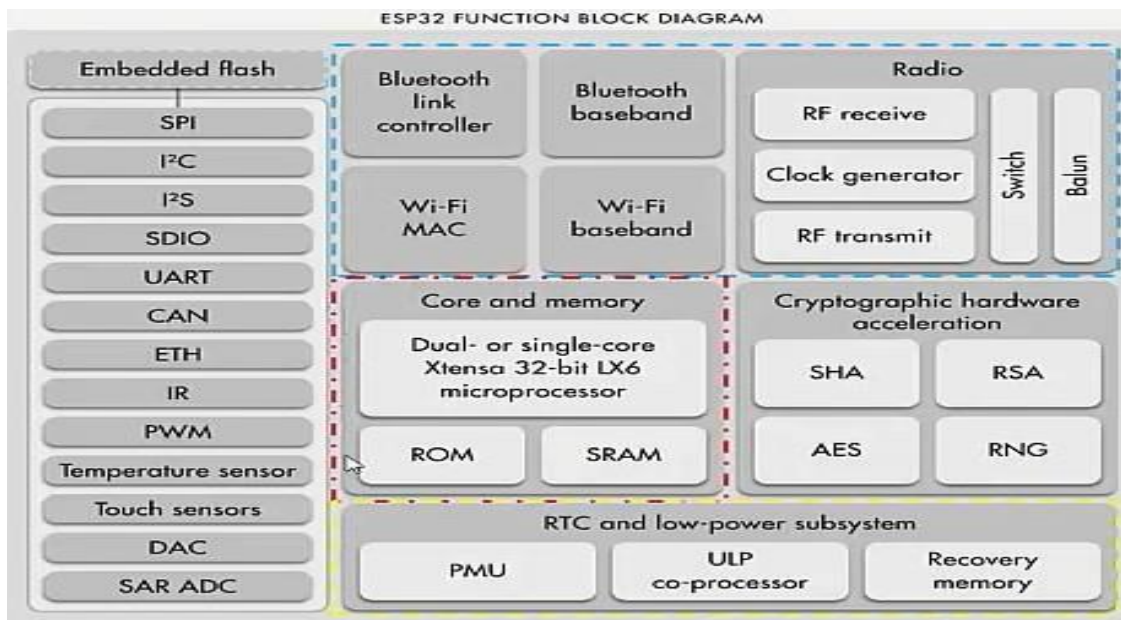 ESP32 FUNCTION BLOCK DIAGRAM
Embedded flash
SPI
I²C
I²S
SDIO
UART
CAN
ETH
IR
PWM
Temperature sensor
Touch sensors
DAC
SAR ADC
Bluetooth
link
controller
Bluetooth
baseband
Wi-Fi
MAC
Wi-Fi
baseband
Radio
RF receive
Clock generator
RF transmit
Switch
Balun
Core and memory
Dual- or single-core
Xtensa 32-bit LX6
microprocessor
ROM
SRAM
Cryptographic hardware
acceleration
SHA
RSA
AES
RNG
RTC and low-power subsystem
PMU
ULP
co-processor
Recovery
memory